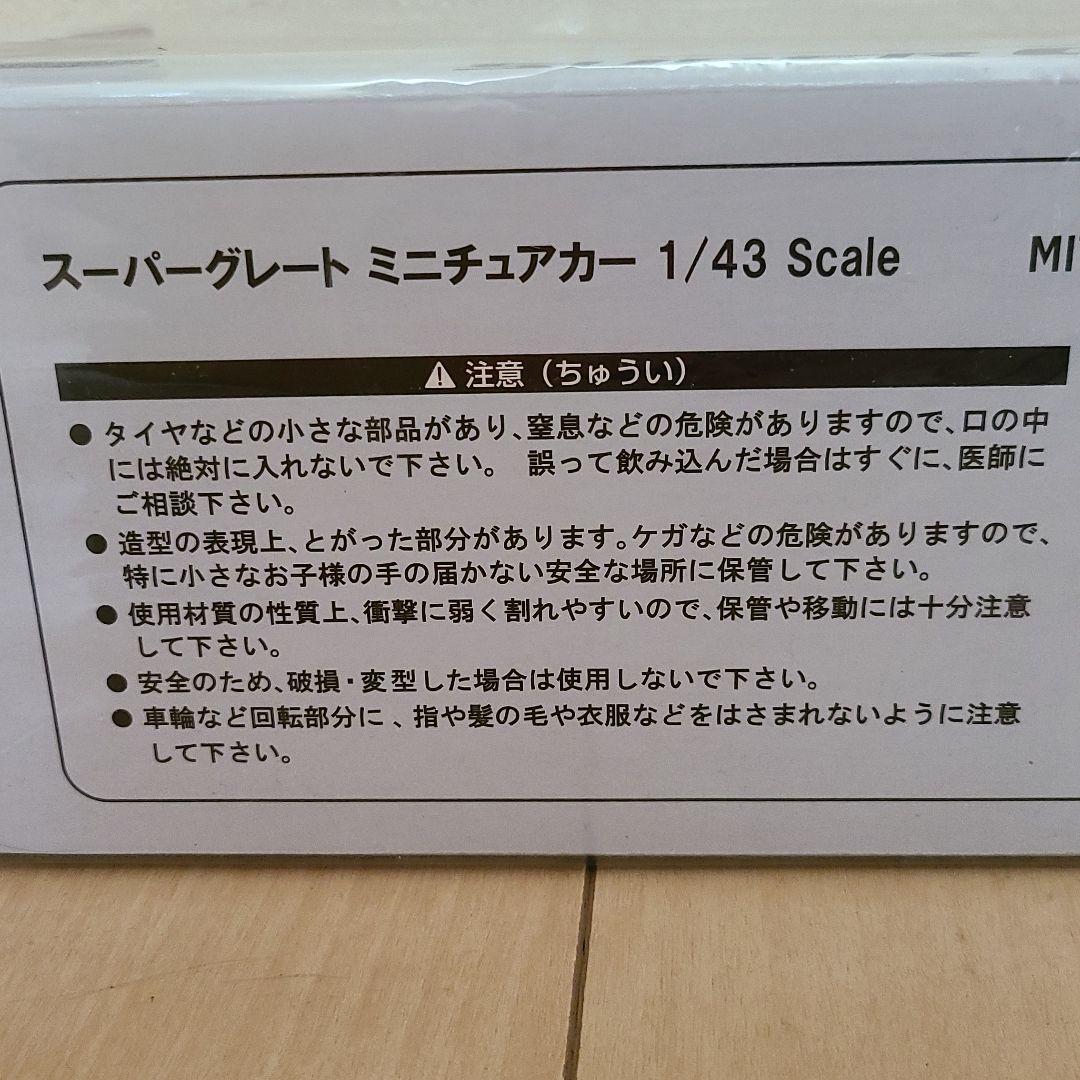 スーパーグレート ミニチュアカー 1/43 Scale MI
⚠ 注意（ちゅうい）
● タイヤなどの小さな部品があり、窒息などの危険がありますので、口の中
には絶対に入れないで下さい。 誤って飲み込んだ場合はすぐに、医師に
ご相談下さい。
● 造型の表現上、とがった部分があります。ケガなどの危険がありますので、
特に小さなお子様の手の届かない安全な場所に保管して下さい。
● 使用材質の性質上、衝撃に弱く割れやすいので、保管や移動には十分注意
して下さい。
● 安全のため、破損・変型した場合は使用しないで下さい。
● 車輪など回転部分に、指や髪の毛や衣服などをはさまれないように注意
して下さい。